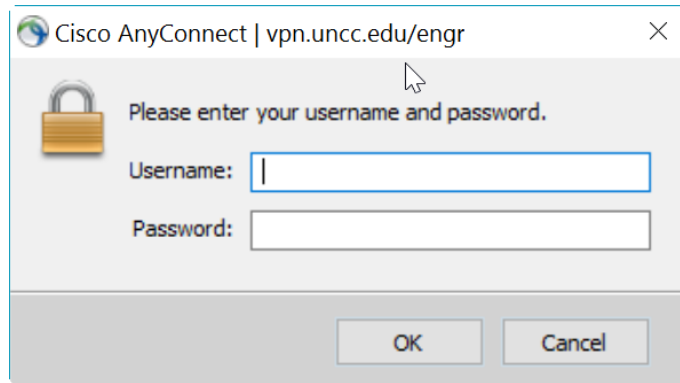 Cisco AnyConnect | vpn.uncc.edu/engr
Please enter your username and password.
Username:
Password:
OK Cancel